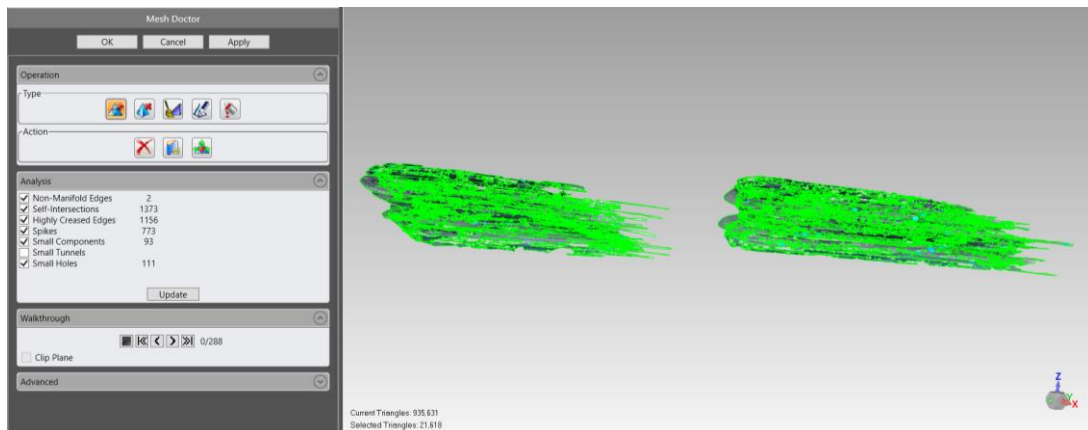 Mesh Doctor
OK Cancel Apply
Operation
Type
Action
Analysis
Non-Manifold Edges 2
Self-Intersections 1373
Highly Creased Edges 1156
Spikes 773
Small Components 93
Small Tunnels
Small Holes 111
Update
Walkthrough
0/288
Clip Plane
Advanced
Current Triangles: 935,631
Selected Triangles: 21,618
Z
Y
X